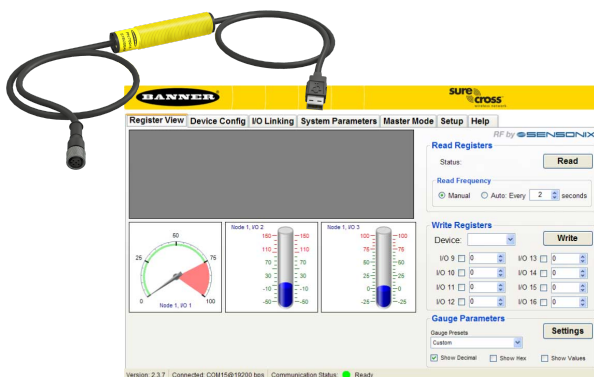 BANNER
sure cross
wireless network
Register View Device Config I/O Linking System Parameters Master Mode Setup Help
RF by SENSONIX
Read Registers
Status: Read
Read Frequency
Manual Auto: Every 2 seconds
Write Registers
Device: Write
I/O 9 0 I/O 13 0
I/O 10 0 I/O 14 0
I/O 11 0 I/O 15 0
I/O 12 0 I/O 16 0
Gauge Parameters
Gauge Presets Settings
Custom
Show Decimal Show Hex Show Values
0 25 50 75 100
Node 1, I/O 1
Node 1, I/O 2
150 150
110 110
70 70
30 30
-10 -10
-50 -50
Node 1, I/O 3
100 100
75 75
50 50
25 25
0 0
-25 -25
Version: 2.3.7 Connected: COM15@19200 bps Communication Status: Ready